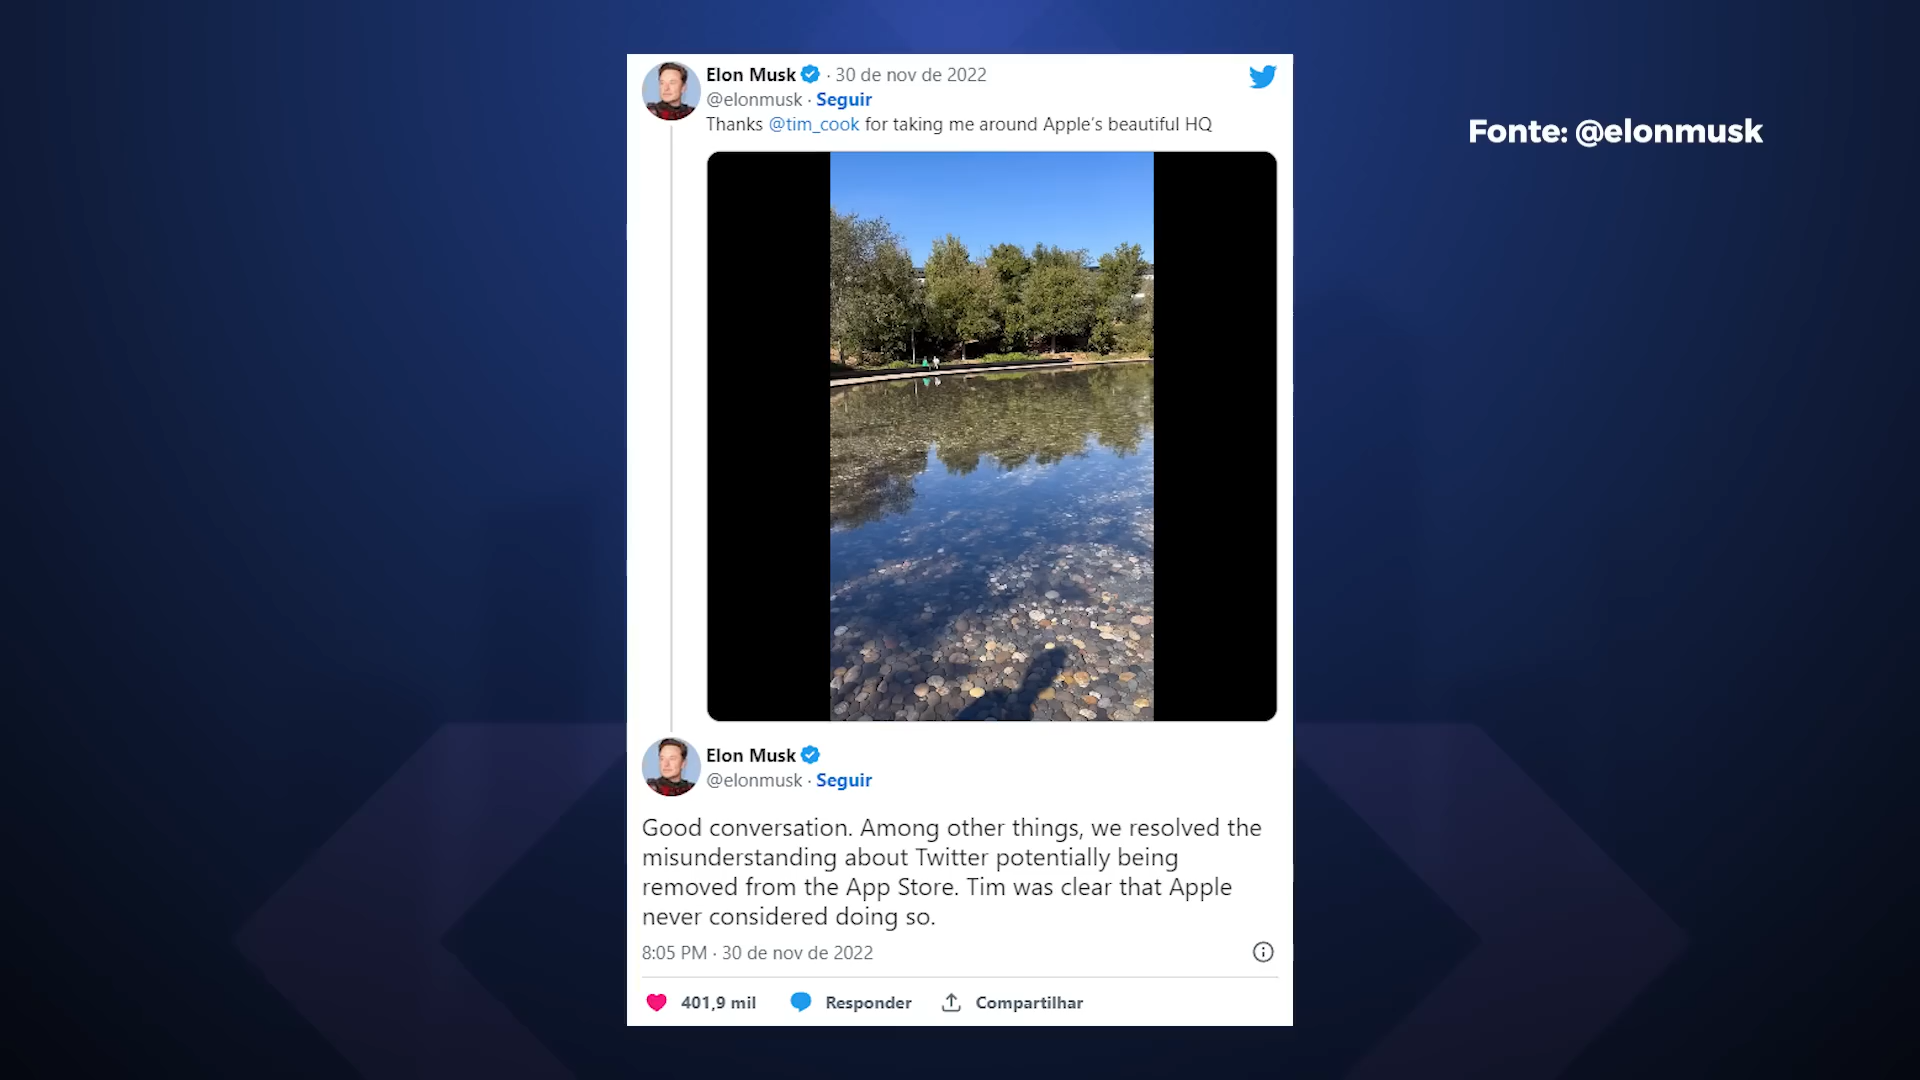 Elon Musk · 30 de nov de 2022
@elonmusk · Seguir
Thanks @tim_cook for taking me around Apple’s beautiful HQ
Fonte: @elonmusk
Elon Musk
@elonmusk · Seguir
Good conversation. Among other things, we resolved the
misunderstanding about Twitter potentially being
removed from the App Store. Tim was clear that Apple
never considered doing so.
8:05 PM · 30 de nov de 2022
401,9 mil Responder Compartilhar